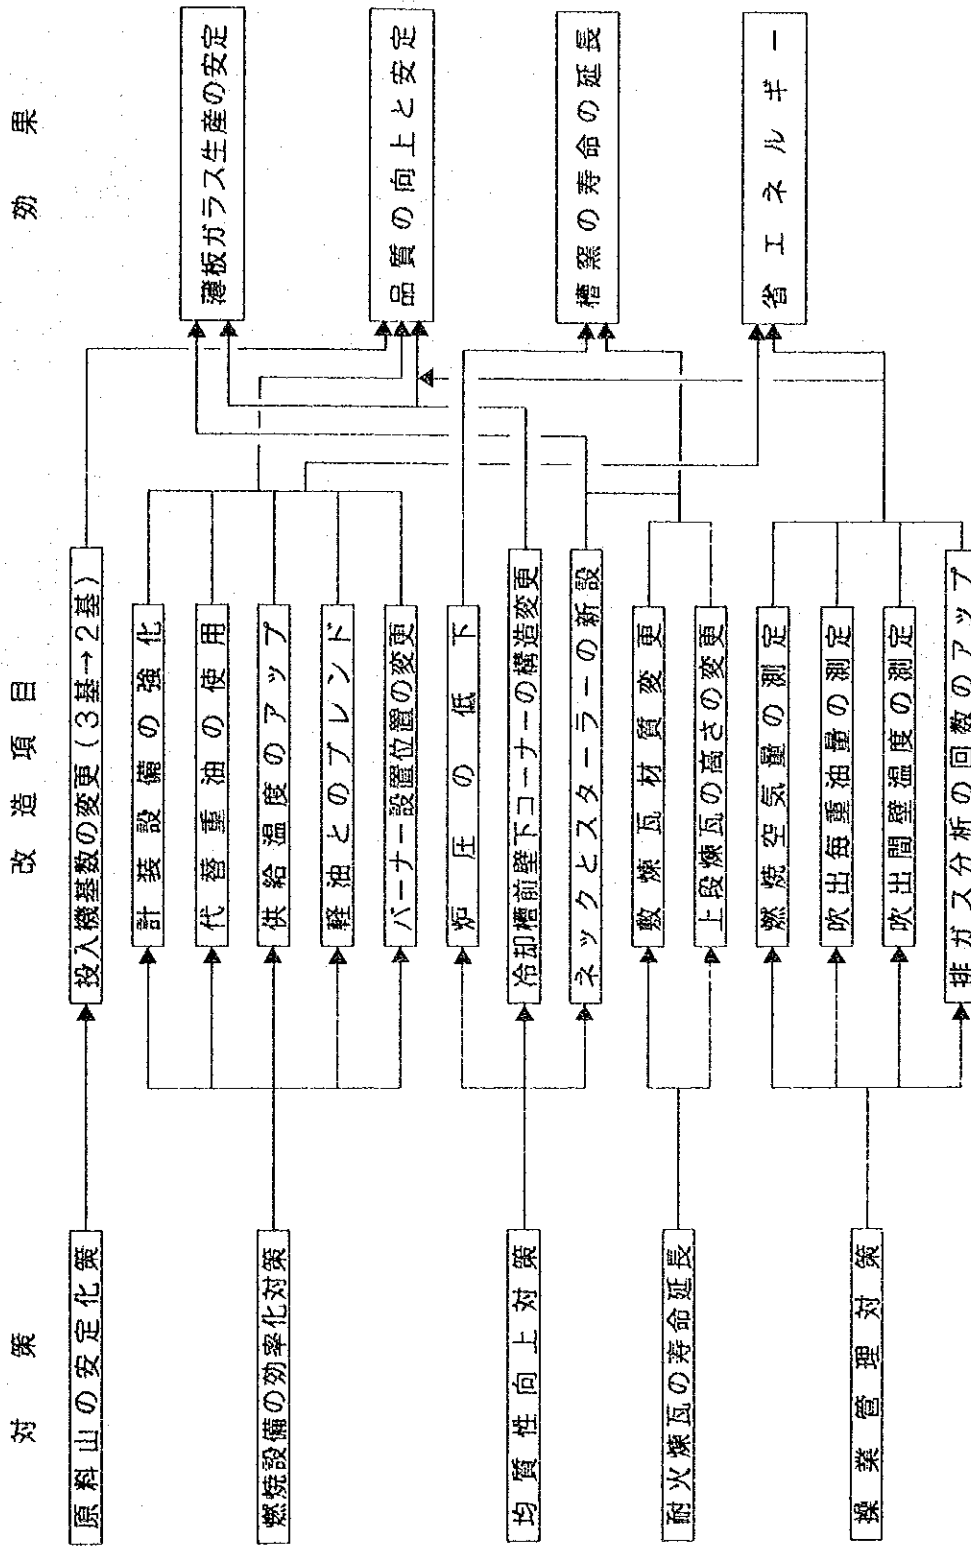 対策
改造項目
効果
原料山の安定化策
燃焼設備の効率化対策
均質性向上対策
耐火煉瓦の寿命延長
操業管理対策
投入機基数の変更(3基→2基)
計装設備の強化
代替重油の使用
供給温度のアップ
軽油とのブレンド
バーナー設置位置の変更
炉圧の低下
冷却槽前壁下コーナーの構造変更
ネックとスターラーの新設
敷煉瓦材質変更
上段煉瓦の高さの変更
燃焼空気量の測定
吹出毎重油量の測定
吹出間壁温度の測定
排ガス分析の回数のアップ
薄板ガラス生産の安定
品質の向上と安定
槽窯の寿命の延長
省エネルギー